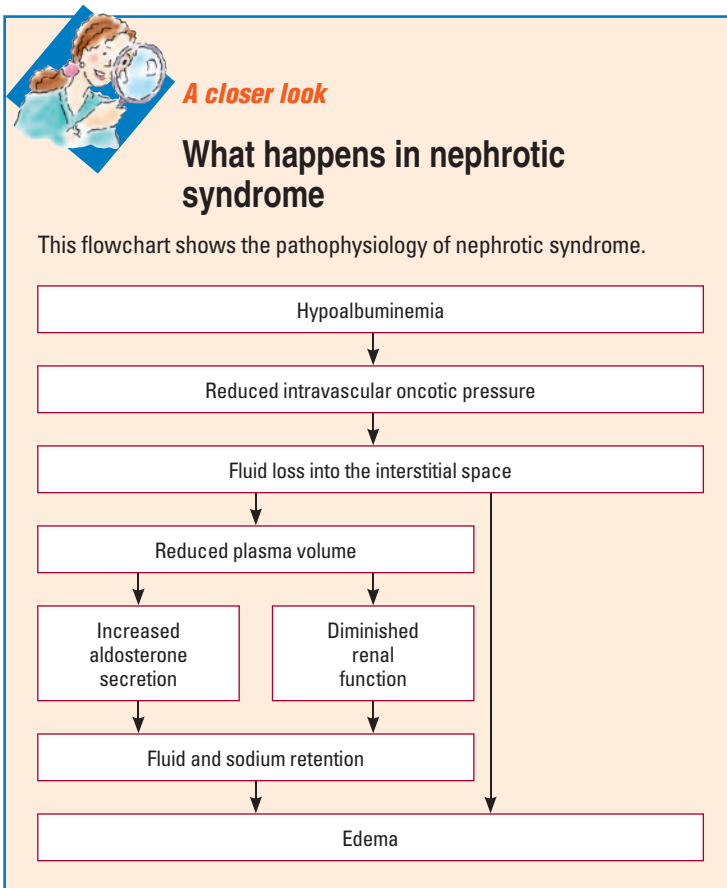 A closer look
What happens in nephrotic
syndrome
This flowchart shows the pathophysiology of nephrotic syndrome.
Hypoalbuminemia
Reduced intravascular oncotic pressure
Fluid loss into the interstitial space
Reduced plasma volume
Increased
aldosterone
secretion
Diminished
renal
function
Fluid and sodium retention
Edema